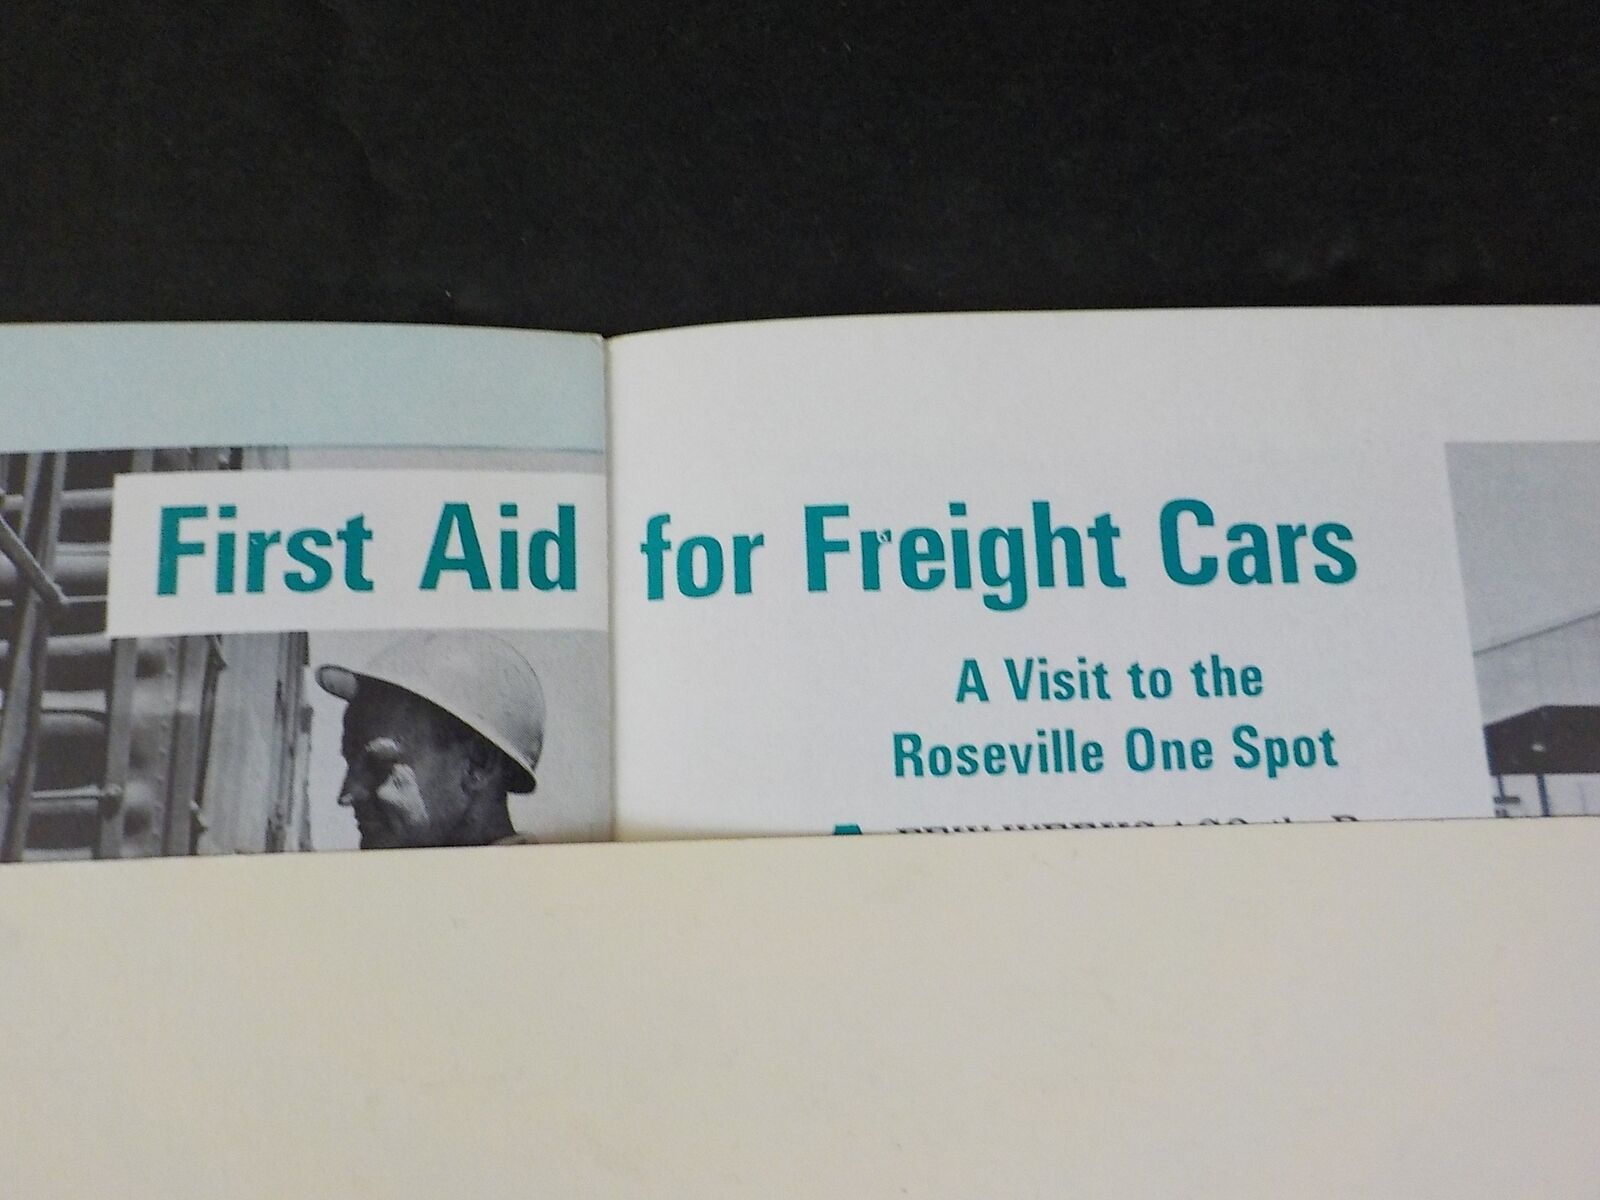 First Aid for Freight Cars
A Visit to the
Roseville One Spot